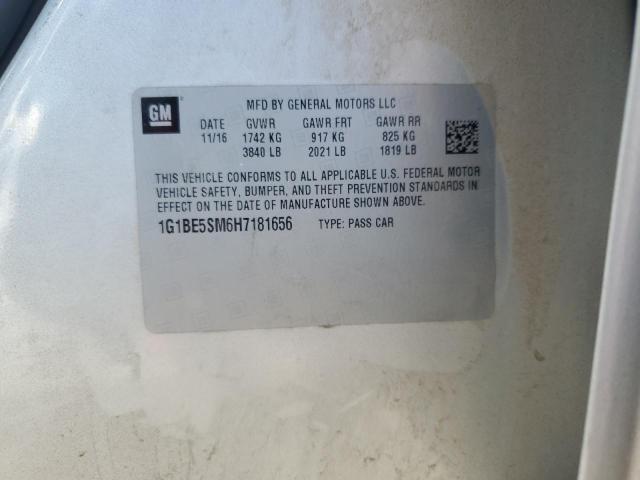 GM
MFD BY GENERAL MOTORS LLC
DATE GVWR GAWR FRT GAWR RR
11/16 1742 KG 917 KG 825 KG
3840 LB 2021 LB 1819 LB
THIS VEHICLE CONFORMS TO ALL APPLICABLE U.S. FEDERAL MOTOR
VEHICLE SAFETY, BUMPER, AND THEFT PREVENTION STANDARDS IN
EFFECT ON THE DATE OF MANUFACTURE SHOWN ABOVE.
1G1BE5SM6H7181656 TYPE: PASS CAR